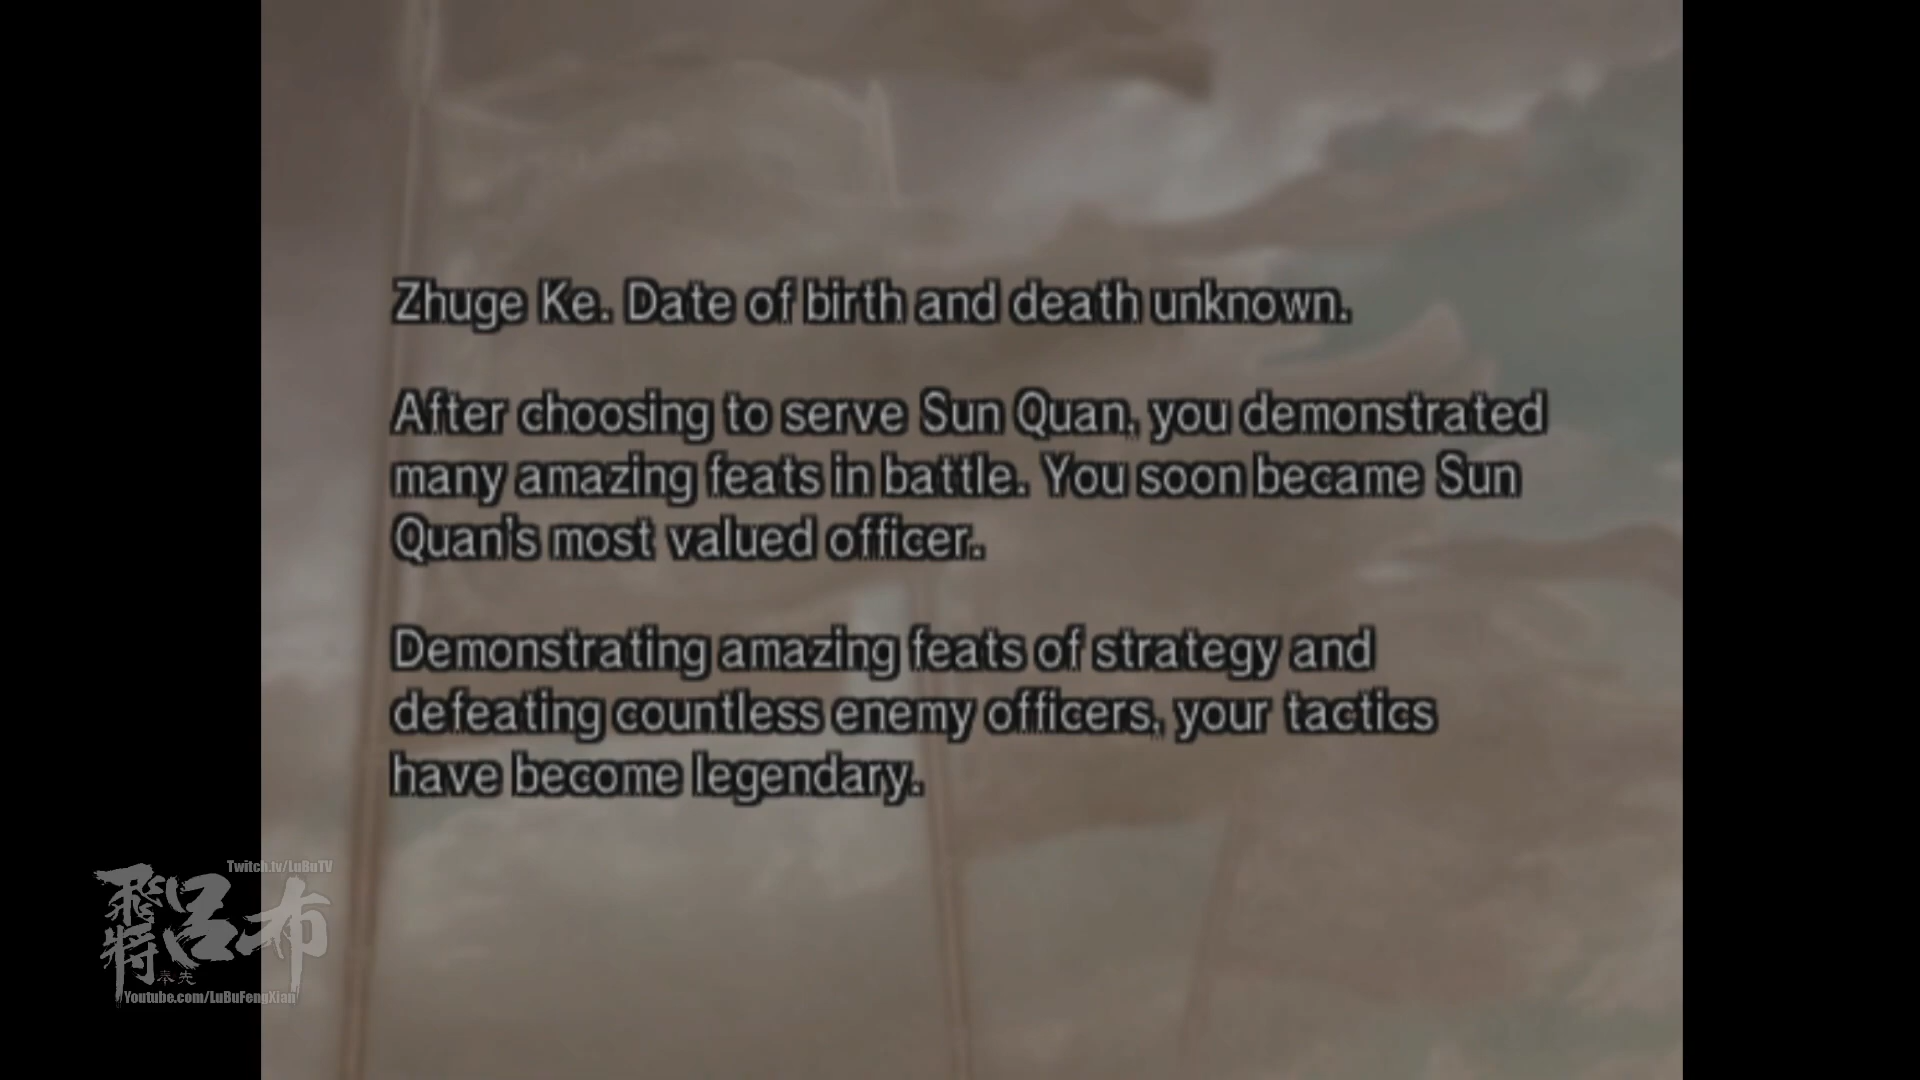 Zhuge Ke. Date of birth and death unknown.
After choosing to serve Sun Quan, you demonstrated
many amazing feats in battle. You soon became Sun
Quan's most valued officer.
Demonstrating amazing feats of strategy and
defeating countless enemy officers, your tactics
have become legendary.
Twitch.tv/LuBuTV
飛將呂布
奉先
Youtube.com/LuBuFengXian